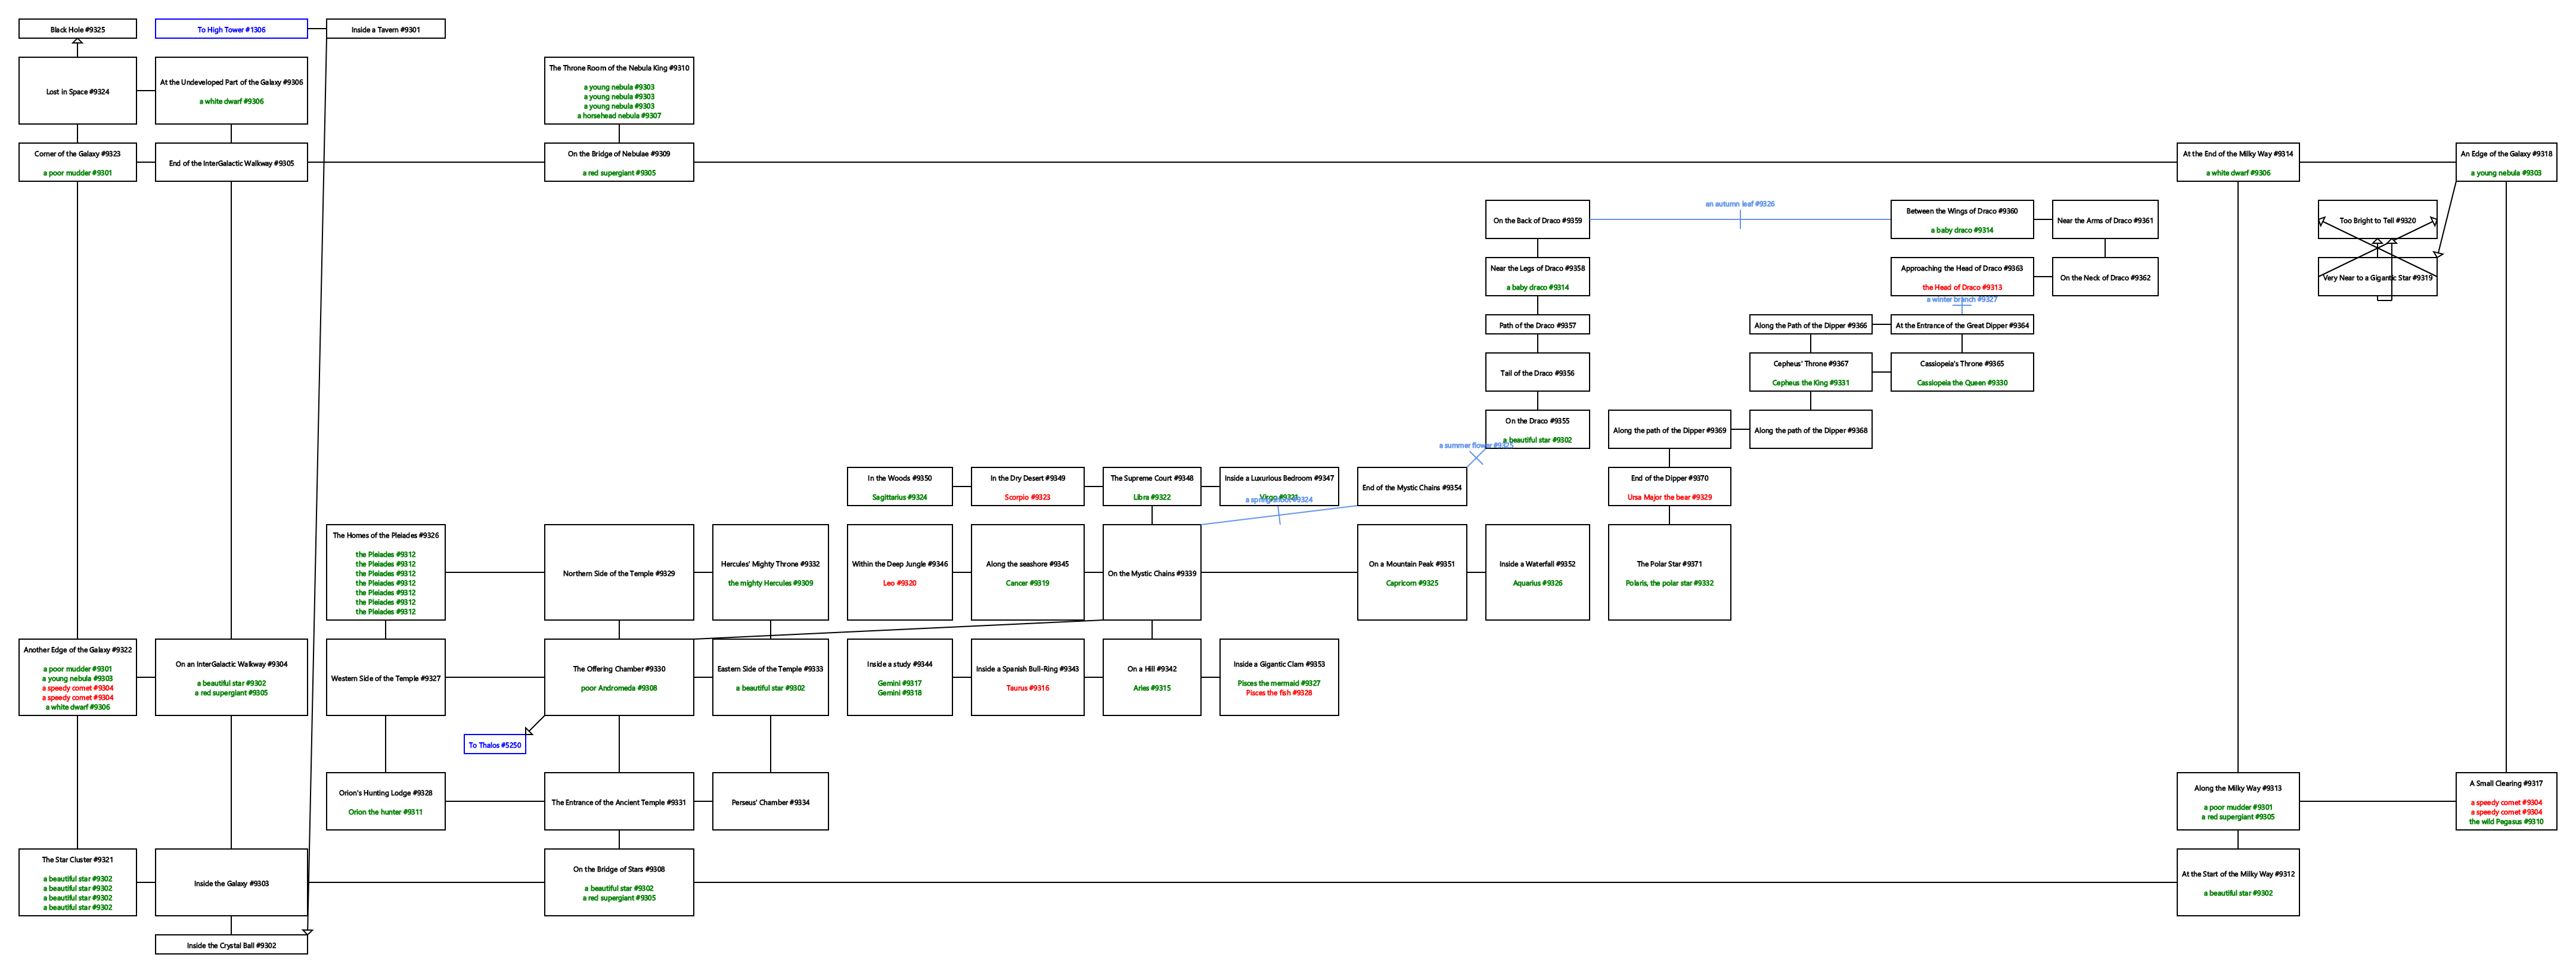 Black Hole #9325
To High Tower #1306
Inside a Tavern #9301
Lost in Space #9324
At the Undeveloped Part of the Galaxy #9306
a white dwarf #9306
The Throne Room of the Nebula King #9310
a young nebula #9303
a young nebula #9303
a young nebula #9303
a horsehead nebula #9307
Corner of the Galaxy #9323
a poor mudder #9301
End of the InterGalactic Walkway #9305
On the Bridge of Nebulae #9309
a red supergiant #9305
At the End of the Milky Way #9314
a white dwarf #9306
An Edge of the Galaxy #9318
a young nebula #9303
On the Back of Draco #9359
an autumn leaf #9326
Between the Wings of Draco #9360
a baby draco #9314
Near the Arms of Draco #9361
Too Bright to Tell #9320
Near the Legs of Draco #9358
a baby draco #9314
Approaching the Head of Draco #9363
the Head of Draco #9313
a winter branch #9327
On the Neck of Draco #9362
Very Near to a Gigantic Star #9319
Path of the Draco #9357
Along the Path of the Dipper #9366
At the Entrance of the Great Dipper #9364
Tail of the Draco #9356
Cepheus' Throne #9367
Cepheus the King #9331
Cassiopeia's Throne #9365
Cassiopeia the Queen #9330
On the Draco #9355
a beautiful star #9302
a summer flower #9325
Along the path of the Dipper #9369
Along the path of the Dipper #9368
In the Woods #9350
Sagittarius #9324
In the Dry Desert #9349
Scorpio #9323
The Supreme Court #9348
Libra #9322
Inside a Luxurious Bedroom #9347
Virgo #9321
a spring shoot #9324
End of the Mystic Chains #9354
End of the Dipper #9370
Ursa Major the bear #9329
The Homes of the Pleiades #9326
the Pleiades #9312
the Pleiades #9312
the Pleiades #9312
the Pleiades #9312
the Pleiades #9312
the Pleiades #9312
the Pleiades #9312
Northern Side of the Temple #9329
Hercules' Mighty Throne #9332
the mighty Hercules #9309
Within the Deep Jungle #9346
Leo #9320
Along the seashore #9345
Cancer #9319
On the Mystic Chains #9339
On a Mountain Peak #9351
Capricorn #9325
Inside a Waterfall #9352
Aquarius #9326
The Polar Star #9371
Polaris, the polar star #9332
Another Edge of the Galaxy #9322
a poor mudder #9301
a young nebula #9303
a speedy comet #9304
a speedy comet #9304
a white dwarf #9306
On an InterGalactic Walkway #9304
a beautiful star #9302
a red supergiant #9305
Western Side of the Temple #9327
The Offering Chamber #9330
poor Andromeda #9308
Eastern Side of the Temple #9333
a beautiful star #9302
Inside a study #9344
Gemini #9317
Gemini #9318
Inside a Spanish Bull-Ring #9343
Taurus #9316
On a Hill #9342
Aries #9315
Inside a Gigantic Clam #9353
Pisces the mermaid #9327
Pisces the fish #9328
To Thalos #5250
Orion's Hunting Lodge #9328
Orion the hunter #9311
The Entrance of the Ancient Temple #9331
Perseus' Chamber #9334
Along the Milky Way #9313
a poor mudder #9301
a red supergiant #9305
A Small Clearing #9317
a speedy comet #9304
a speedy comet #9304
the wild Pegasus #9310
The Star Cluster #9321
a beautiful star #9302
a beautiful star #9302
a beautiful star #9302
a beautiful star #9302
Inside the Galaxy #9303
On the Bridge of Stars #9308
a beautiful star #9302
a red supergiant #9305
At the Start of the Milky Way #9312
a beautiful star #9302
Inside the Crystal Ball #9302